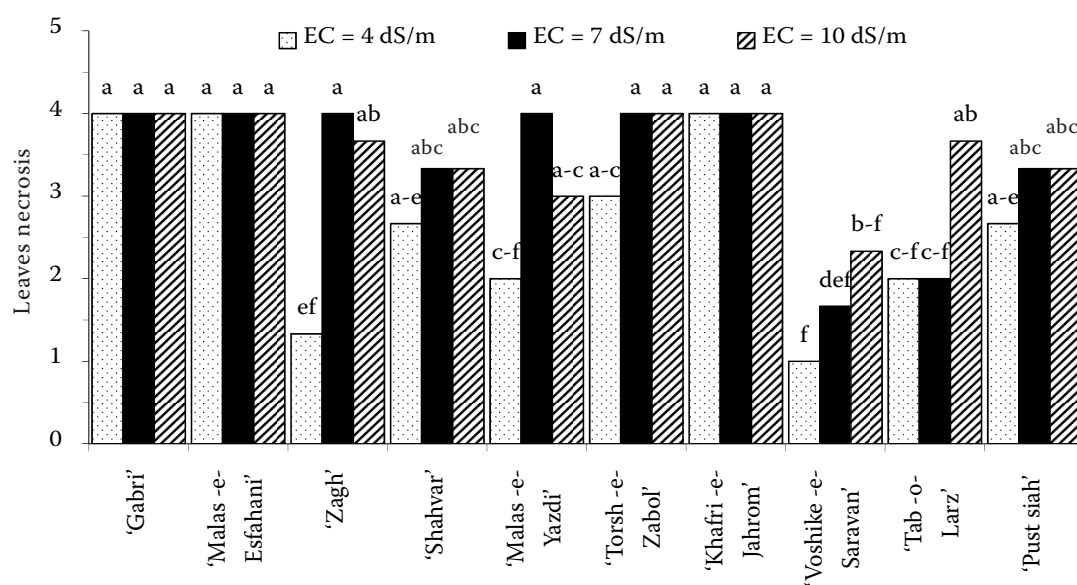 5
EC = 4 dS/m EC = 7 dS/m EC = 10 dS/m
a a a a a a a a a a a a a
4
ab ab
abc abc abc abc
a-c a-c
3
a-e a-e
b-f
c-f c-f c-f
2
def
ef
f
1
0
Leaves necrosis
‘Gabri’
‘Malas -e-
Esfahani’
‘Zagh’
‘Shahvar’
‘Malas -e-
Yazdi’
‘Torsh -e-
Zabol’
‘Khafri -e-
Jahrom’
‘Voshike -e-
Saravan’
‘Tab -o-
Larz’
‘Pust siah’